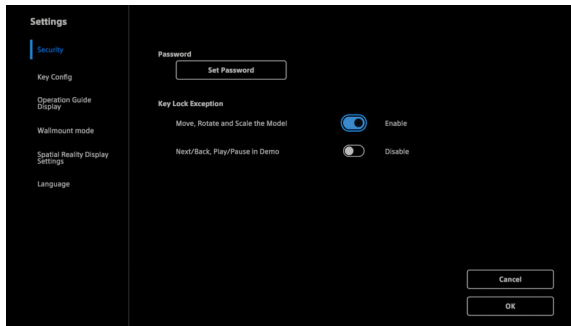 Settings
Security
Key Config
Operation Guide
Display
Wallmount mode
Spatial Reality Display
Settings
Language
Password
Set Password
Key Lock Exception
Move, Rotate and Scale the Model
Enable
Next/Back, Play/Pause in Demo
Disable
Cancel
OK